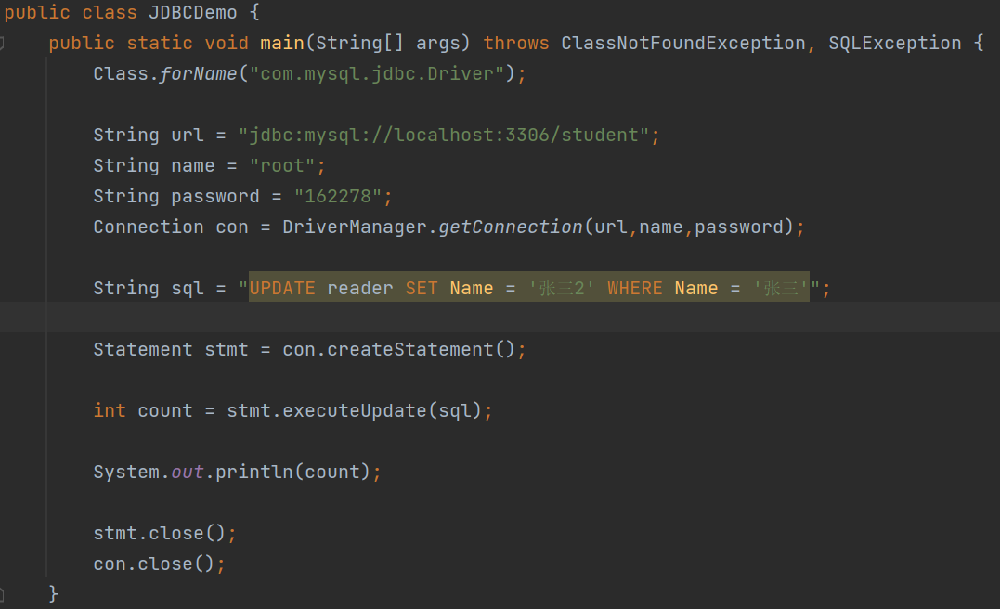 public class JDBCDemo {
public static void main(String[] args) throws ClassNotFoundException, SQLException {
Class.forName("com.mysql.jdbc.Driver");
String url = "jdbc:mysql://localhost:3306/student";
String name = "root";
String password = "162278";
Connection con = DriverManager.getConnection(url,name,password);
String sql = "UPDATE reader SET Name = '张三2' WHERE Name = '张三'";
Statement stmt = con.createStatement();
int count = stmt.executeUpdate(sql);
System.out.println(count);
stmt.close();
con.close();
}